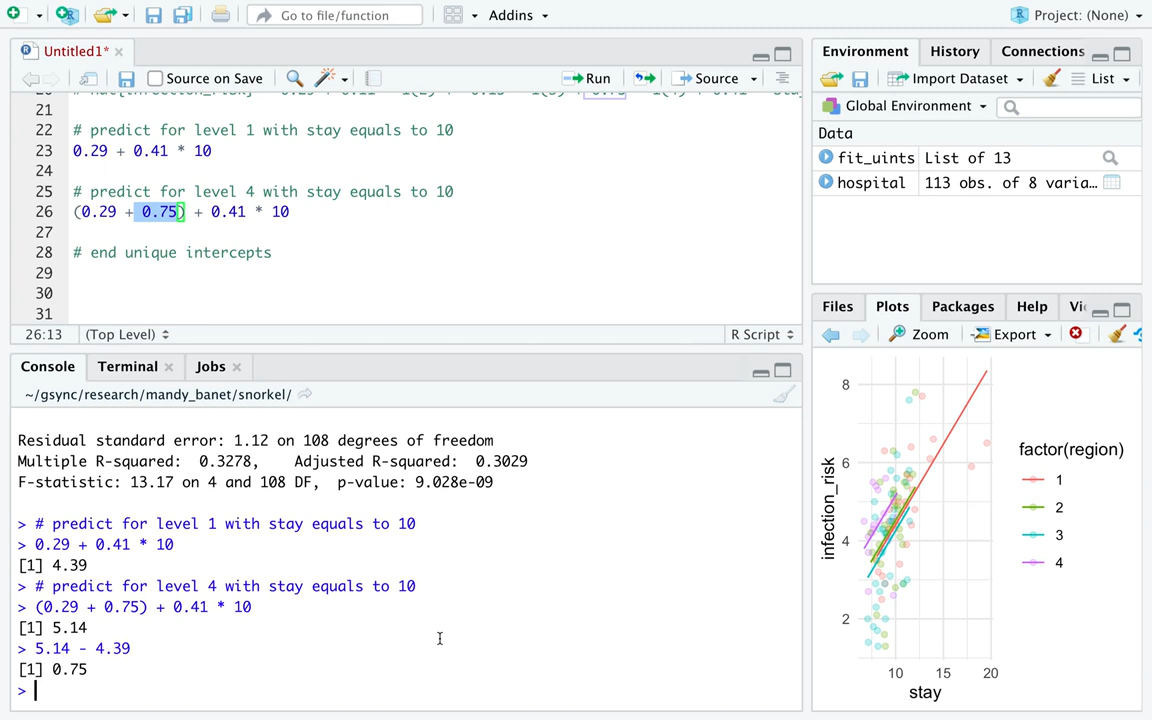 Go to file/function
Addins
Project: (None)
Untitled1*
Source on Save
Run
Source
21
22 # predict for level 1 with stay equals to 10
23 0.29 + 0.41 * 10
24
25 # predict for level 4 with stay equals to 10
26 (0.29 + 0.75) + 0.41 * 10
27
28 # end unique intercepts
29
30
31
26:13 (Top Level) R Script
Console Terminal Jobs
~/gsync/research/mandy_banet/snorkel/
Residual standard error: 1.12 on 108 degrees of freedom
Multiple R-squared:  0.3278,    Adjusted R-squared:  0.3029
F-statistic: 13.17 on 4 and 108 DF,  p-value: 9.028e-09
> # predict for level 1 with stay equals to 10
> 0.29 + 0.41 * 10
[1] 4.39
> # predict for level 4 with stay equals to 10
> (0.29 + 0.75) + 0.41 * 10
[1] 5.14
> 5.14 - 4.39
[1] 0.75
>
Environment History Connections
Import Dataset List
Global Environment
Data
fit_uints List of 13
hospital 113 obs. of 8 varia…
Files Plots Packages Help Vi
Zoom Export
infection_risk
8
6
4
2
10 15 20
stay
factor(region)
1
2
3
4